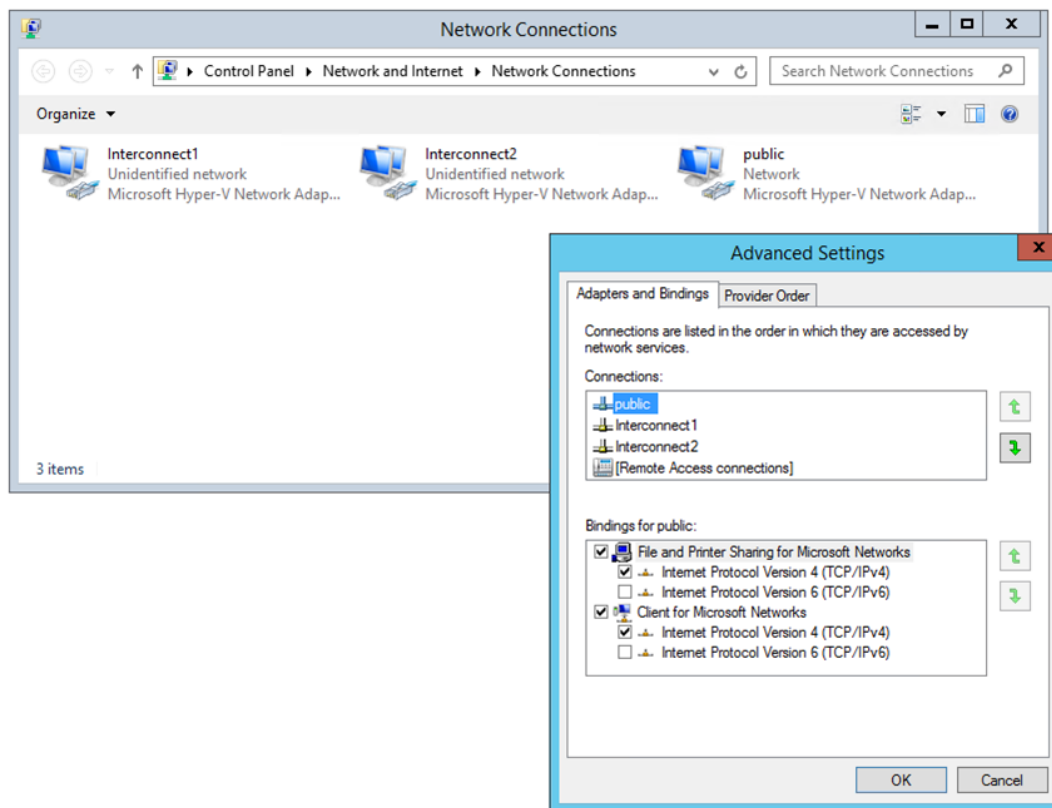 Network Connections
Control Panel Network and Internet Network Connections
Search Network Connections
Organize
Interconnect1
Unidentified network
Microsoft Hyper-V Network Adap...
Interconnect2
Unidentified network
Microsoft Hyper-V Network Adap...
public
Network
Microsoft Hyper-V Network Adap...
3 items
Advanced Settings
Adapters and Bindings
Provider Order
Connections are listed in the order in which they are accessed by
network services.
Connections:
public
Interconnect1
Interconnect2
[Remote Access connections]
Bindings for public:
File and Printer Sharing for Microsoft Networks
Internet Protocol Version 4 (TCP/IPv4)
Internet Protocol Version 6 (TCP/IPv6)
Client for Microsoft Networks
Internet Protocol Version 4 (TCP/IPv4)
Internet Protocol Version 6 (TCP/IPv6)
OK
Cancel